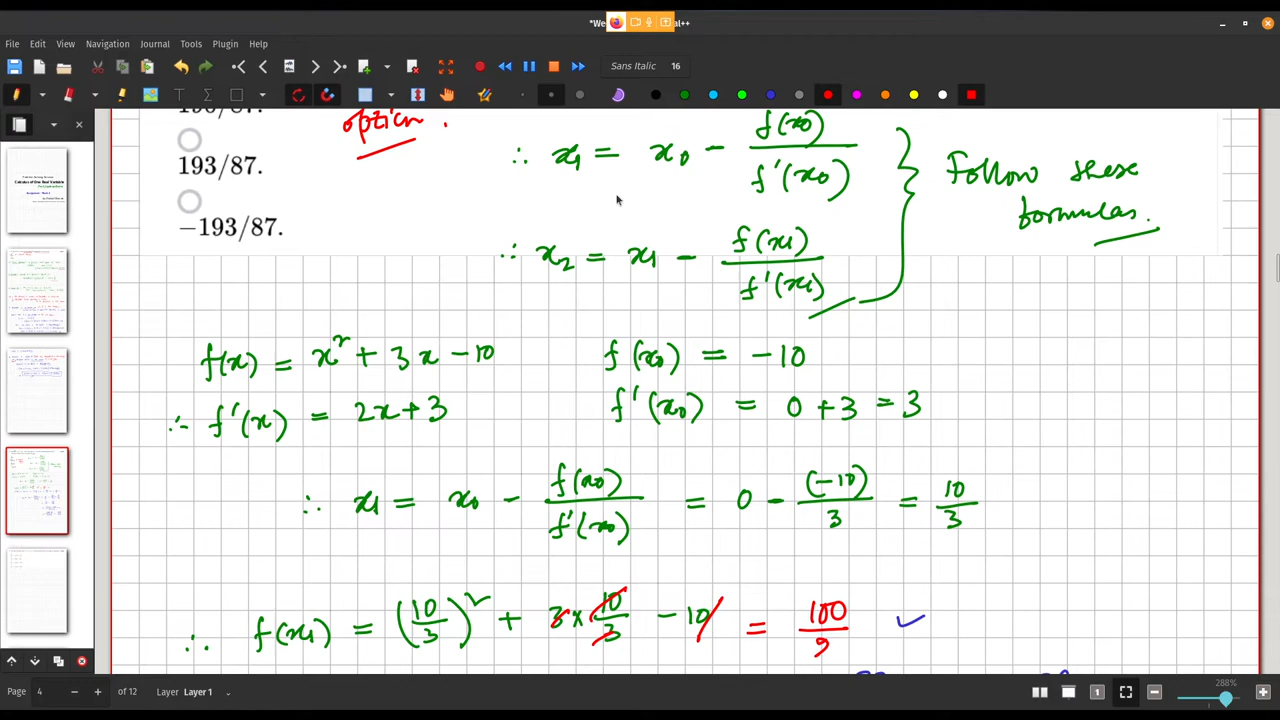 File Edit View Navigation Journal Tools Plugin Help
Sans Italic 16
option.
193/87.
−193/87.
∴ x₁ = x₀ − f(x₀)/f'(x₀)
∴ x₂ = x₁ − f(x₁)/f'(x₁)
Follow these
formulas.
f(x) = x² + 3x − 10
f(x₀) = −10
∴ f'(x) = 2x + 3
f'(x₀) = 0 + 3 = 3
∴ x₁ = x₀ − f(x₀)/f'(x₀) = 0 − (−10)/3 = 10/3
∴ f(x₁) = (10/3)² + 3 × 10/3 − 10 = 100/9
Page 4 of 12 Layer Layer 1
288%